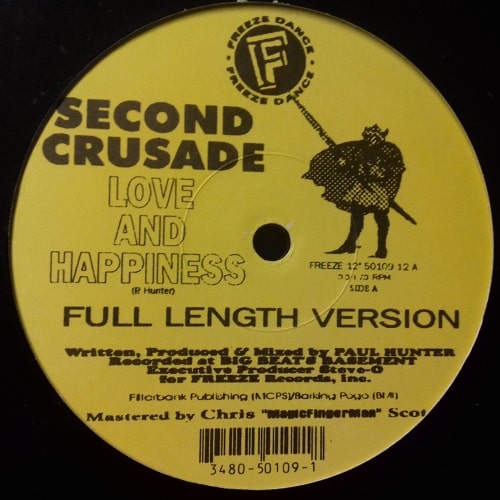 FREEZE DANCE • FREEZE DANCE •
F
SECOND
CRUSADE
LOVE
AND
HAPPINESS
(P. Hunter)
FREEZE 12" 50109 12 A
33 1/3 RPM
SIDE A
FULL LENGTH VERSION
Written, Produced & Mixed by PAUL HUNTER
Recorded at BIG BEATS BASEMENT
Executive Producer Steve-O
for FREEZE Records, inc.
Filterbank Publishing (MCPS)/Barking Pogo (BMI)
Mastered by Chris "MagicFingerMan" Scot
3480-50109-1